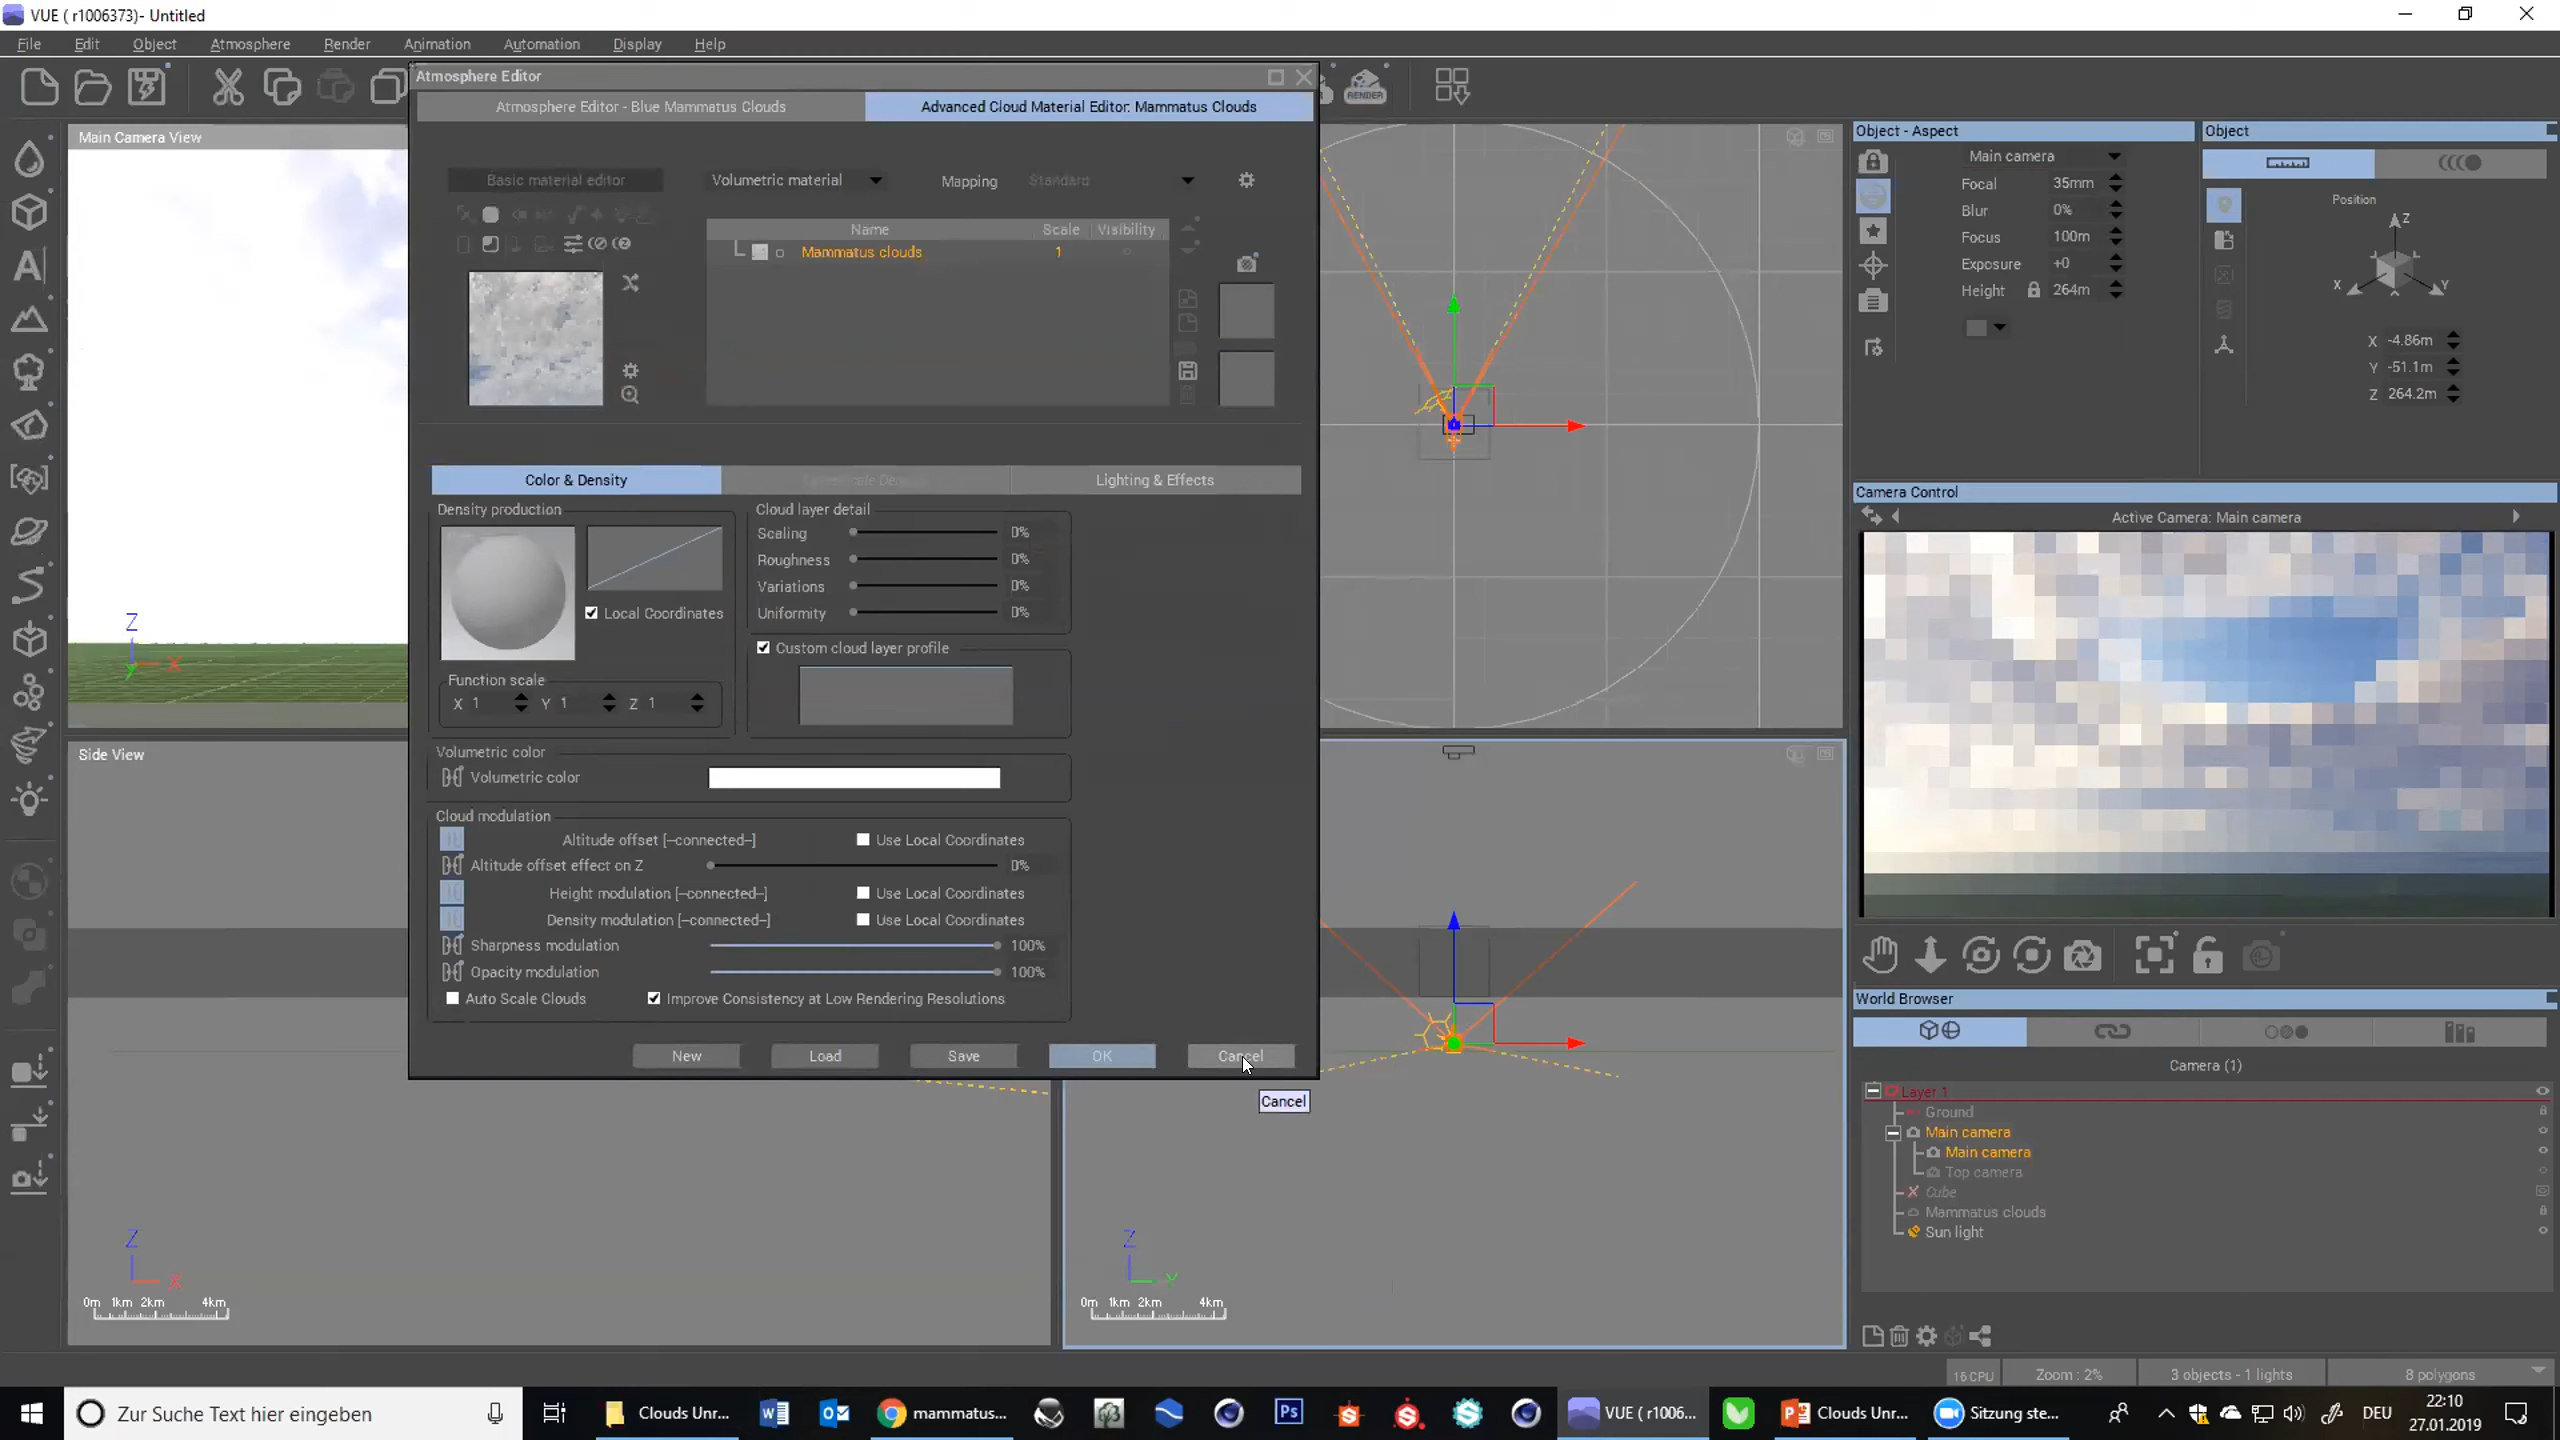 VUE ( r1006373)- Untitled
File Edit Object Atmosphere Render Animation Automation Display Help
Atmosphere Editor
Atmosphere Editor - Blue Mammatus Clouds
Advanced Cloud Material Editor: Mammatus Clouds
RENDER
Main Camera View
Basic material editor
Volumetric material
Mapping
Standard
Name Scale Visibility
Mammatus clouds 1
Color & Density
Lighting & Effects
Density production
Local Coordinates
Function scale
X 1 Y 1 Z 1
Cloud layer detail
Scaling 0%
Roughness 0%
Variations 0%
Uniformity 0%
Custom cloud layer profile
Volumetric color
Volumetric color
Cloud modulation
Altitude offset [--connected--] Use Local Coordinates
Altitude offset effect on Z 0%
Height modulation [--connected--] Use Local Coordinates
Density modulation [--connected--] Use Local Coordinates
Sharpness modulation 100%
Opacity modulation 100%
Auto Scale Clouds Improve Consistency at Low Rendering Resolutions
New Load Save OK Cancel
Cancel
Z
X
Y
Side View
Z
X
0m 1km 2km 4km
Z
Y
0m 1km 2km 4km
Object - Aspect
Main camera
Focal 35mm
Blur 0%
Focus 100m
Exposure +0
Height 264m
Object
Position
Z
X
Y
X -4.86m
Y -51.1m
Z 264.2m
Camera Control
Active Camera: Main camera
World Browser
Camera (1)
Layer 1
Ground
Main camera
Main camera
Top camera
Cube
Mammatus clouds
Sun light
16 CPU
Zoom : 2%
3 objects - 1 lights
8 polygons
Zur Suche Text hier eingeben
Clouds Unr...
mammatus...
Ps
VUE ( r1006...
Clouds Unr...
Sitzung ste...
DEU
22:10
27.01.2019